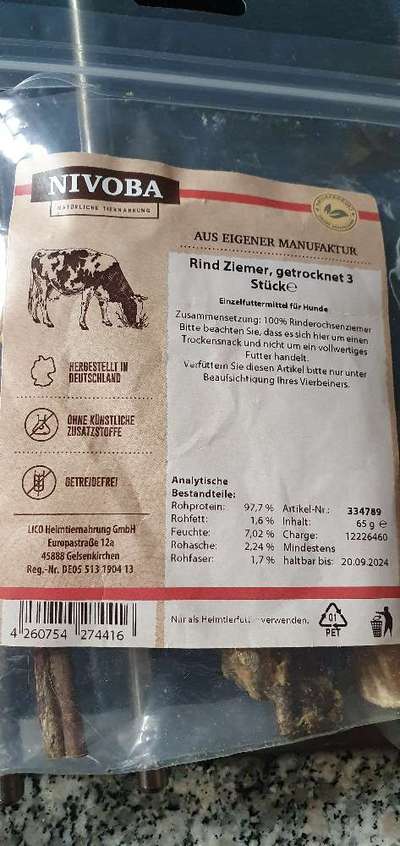 NIVOBA
NATÜRLICHE TIERNAHRUNG
AUS EIGENER MANUFAKTUR
Rind Ziemer, getrocknet 3
Stück℮
Einzelfuttermittel für Hunde
Zusammensetzung: 100% Rinderochsenziemer
Bitte beachten Sie, dass es sich hier um einen
Trockensnack und nicht um ein vollwertiges
Futter handelt.
Verfüttern Sie diesen Artikel bitte nur unter
Beaufsichtigung Ihres Vierbeiners.
HERGESTELLT IN
DEUTSCHLAND
OHNE KÜNSTLICHE
ZUSATZSTOFFE
GETREIDEFREI
LICO Heimtiernahrung GmbH
Europastraße 12a
45888 Gelsenkirchen
Reg.-Nr. DE05 513 1904 13
Analytische
Bestandteile:
Rohprotein: 97,7 % Artikel-Nr.: 334789
Rohfett: 1,6 % Inhalt: 65 g ℮
Feuchte: 7,02 % Charge: 12226460
Rohasche: 2,24 % Mindestens
Rohfaser: 1,7 % haltbar bis: 20.09.2024
4 260754 274416
Nur als verwenden.
01
PET